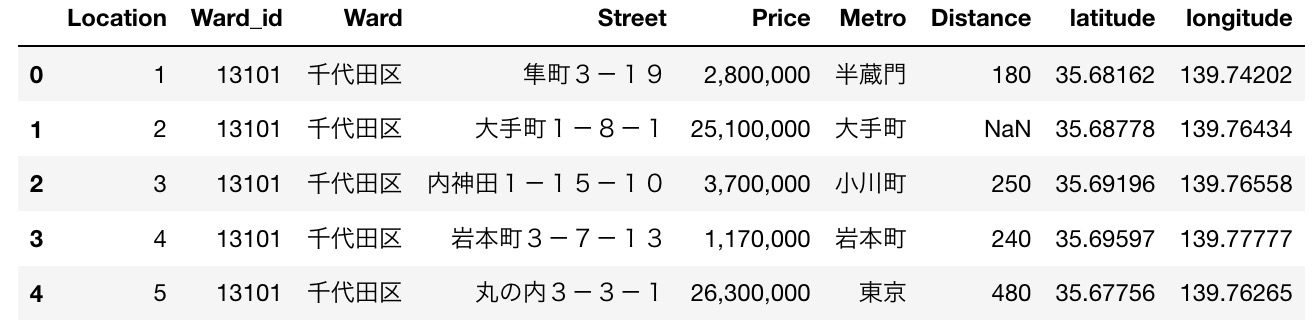 Location Ward_id Ward Street Price Metro Distance latitude longitude
0 1 13101 千代田区 隼町３－１９ 2,800,000 半蔵門 180 35.68162 139.74202
1 2 13101 千代田区 大手町１－８－１ 25,100,000 大手町 NaN 35.68778 139.76434
2 3 13101 千代田区 内神田１－１５－１０ 3,700,000 小川町 250 35.69196 139.76558
3 4 13101 千代田区 岩本町３－７－１３ 1,170,000 岩本町 240 35.69597 139.77777
4 5 13101 千代田区 丸の内３－３－１ 26,300,000 東京 480 35.67756 139.76265